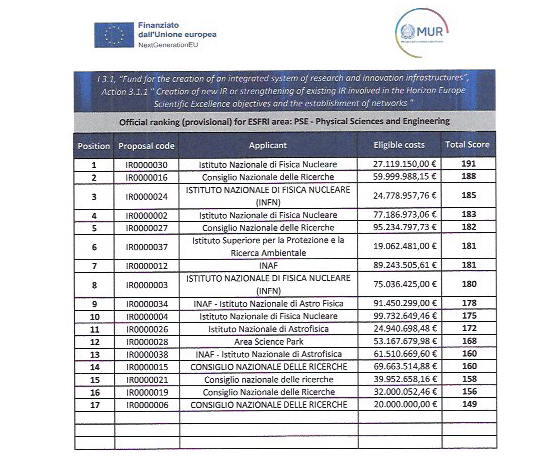 Finanziato
dall'Unione europea
NextGenerationEU
MUR
I 3.1, "Fund for the creation of an integrated system of research and innovation infrastructures",
Action 3.1.1 " Creation of new IR or strengthening of existing IR involved in the Horizon Europe
Scientific Excellence objectives and the establishment of networks "
Official ranking (provisional) for ESFRI area: PSE - Physical Sciences and Engineering
Position Proposal code Applicant Eligible costs Total Score
1 IR0000030 Istituto Nazionale di Fisica Nucleare 27.119.150,00 € 191
2 IR0000016 Consiglio Nazionale delle Ricerche 59.999.988,15 € 188
3 IR0000024 ISTITUTO NAZIONALE DI FISICA NUCLEARE
(INFN) 24.778.957,76 € 185
4 IR0000002 Istituto Nazionale di Fisica Nucleare 77.186.973,06 € 183
5 IR0000027 Consiglio Nazionale delle Ricerche 95.234.797,73 € 182
6 IR0000037 Istituto Superiore per la Protezione e la
Ricerca Ambientale 19.062.481,00 € 181
7 IR0000012 INAF 89.243.505,61 € 181
8 IR0000003 ISTITUTO NAZIONALE DI FISICA NUCLEARE
(INFN) 75.036.425,00 € 180
9 IR0000034 INAF - Istituto Nazionale di Astro Fisica 91.450.299,00 € 178
10 IR0000004 Istituto Nazionale di Fisica Nucleare 99.732.649,46 € 175
11 IR0000026 Istituto Nazionale di Astrofisica 24.940.698,48 € 172
12 IR0000028 Area Science Park 53.167.679,98 € 168
13 IR0000038 INAF - Istituto Nazionale di Astrofisica 61.510.669,60 € 160
14 IR0000015 CONSIGLIO NAZIONALE DELLE RICERCHE 69.663.514,88 € 160
15 IR0000021 Consiglio nazionale delle ricerche 39.952.658,16 € 158
16 IR0000019 Consiglio Nazionale delle Ricerche 32.000.052,46 € 156
17 IR0000006 CONSIGLIO NAZIONALE DELLE RICERCHE 20.000.000,00 € 149